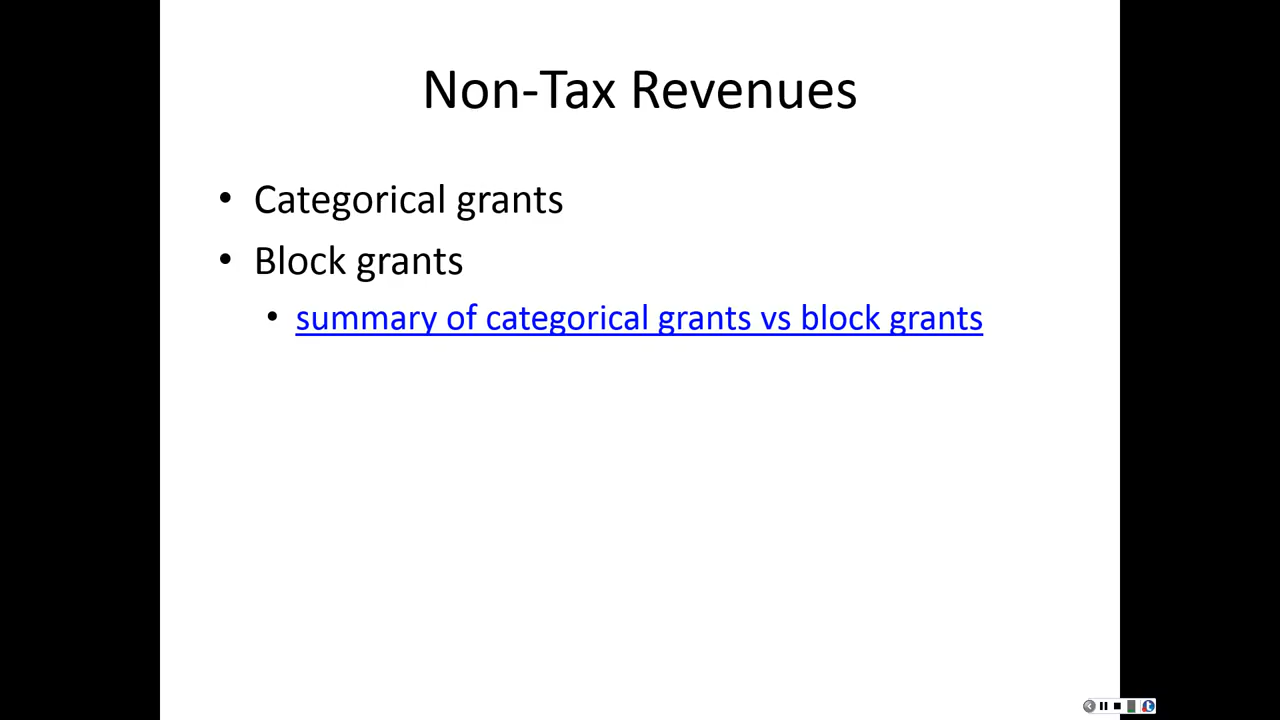 Non-Tax Revenues
• Categorical grants
• Block grants
• summary of categorical grants vs block grants